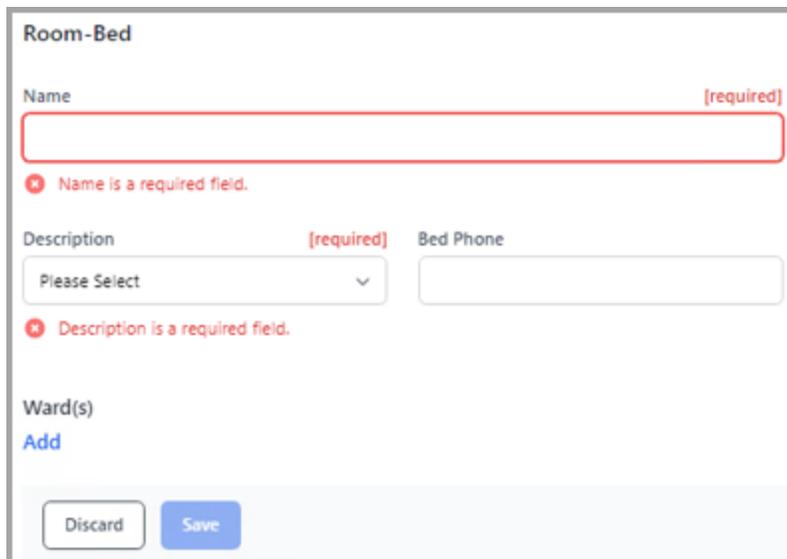 Room-Bed
Name [required]
Name is a required field.
Description [required] Bed Phone
Please Select
Description is a required field.
Ward(s)
Add
Discard Save